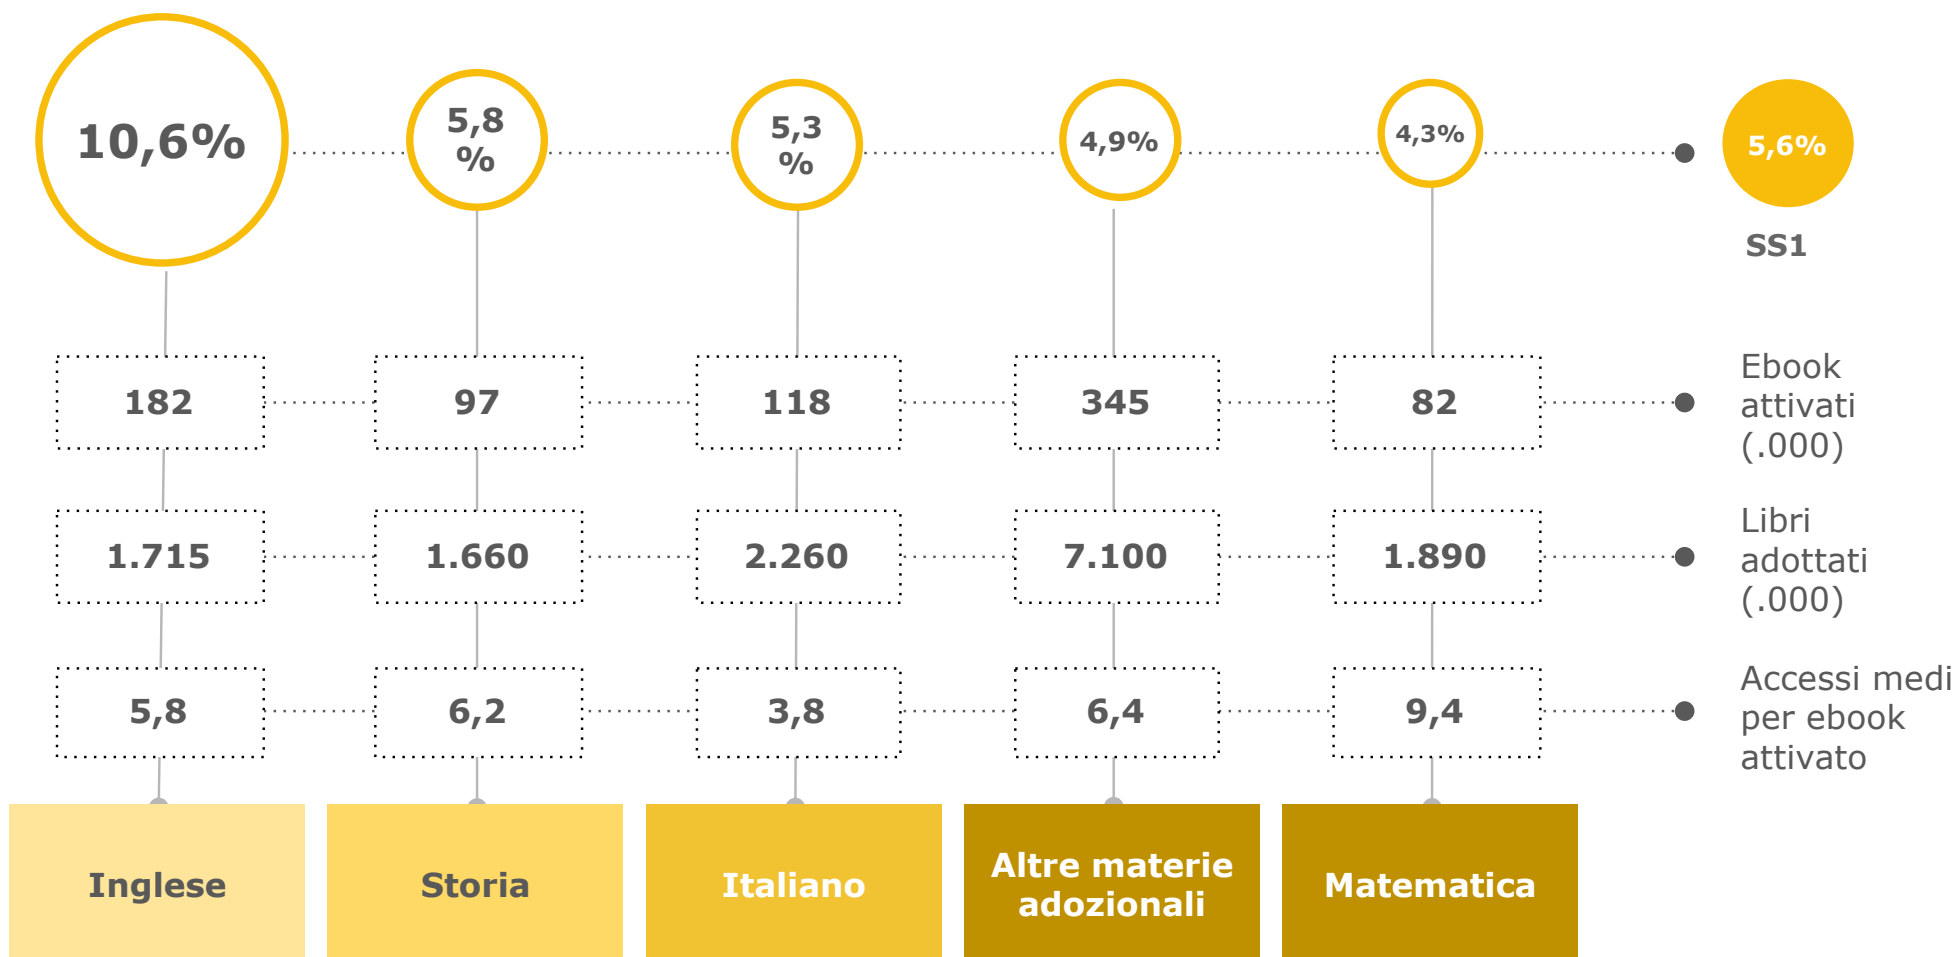 10,6%
5,8
%
5,3
%
4,9%
4,3%
5,6%
SS1
182
97
118
345
82
Ebook
attivati
(.000)
1.715
1.660
2.260
7.100
1.890
Libri
adottati
(.000)
5,8
6,2
3,8
6,4
9,4
Accessi medi
per ebook
attivato
Inglese
Storia
Italiano
Altre materie
adozionali
Matematica